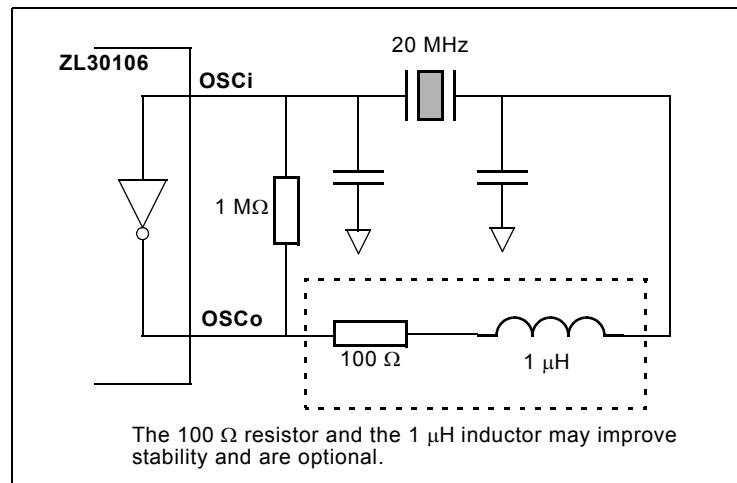 20 MHz
ZL30106
OSCi
1 MΩ
OSCo
100 Ω
1 μH
The 100 Ω resistor and the 1 μH inductor may improve
stability and are optional.